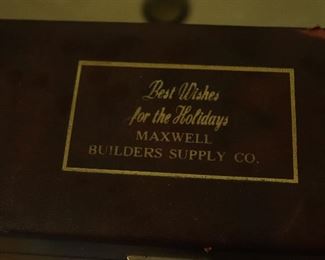 Best Wishes
for the Holidays
MAXWELL
BUILDERS SUPPLY CO.